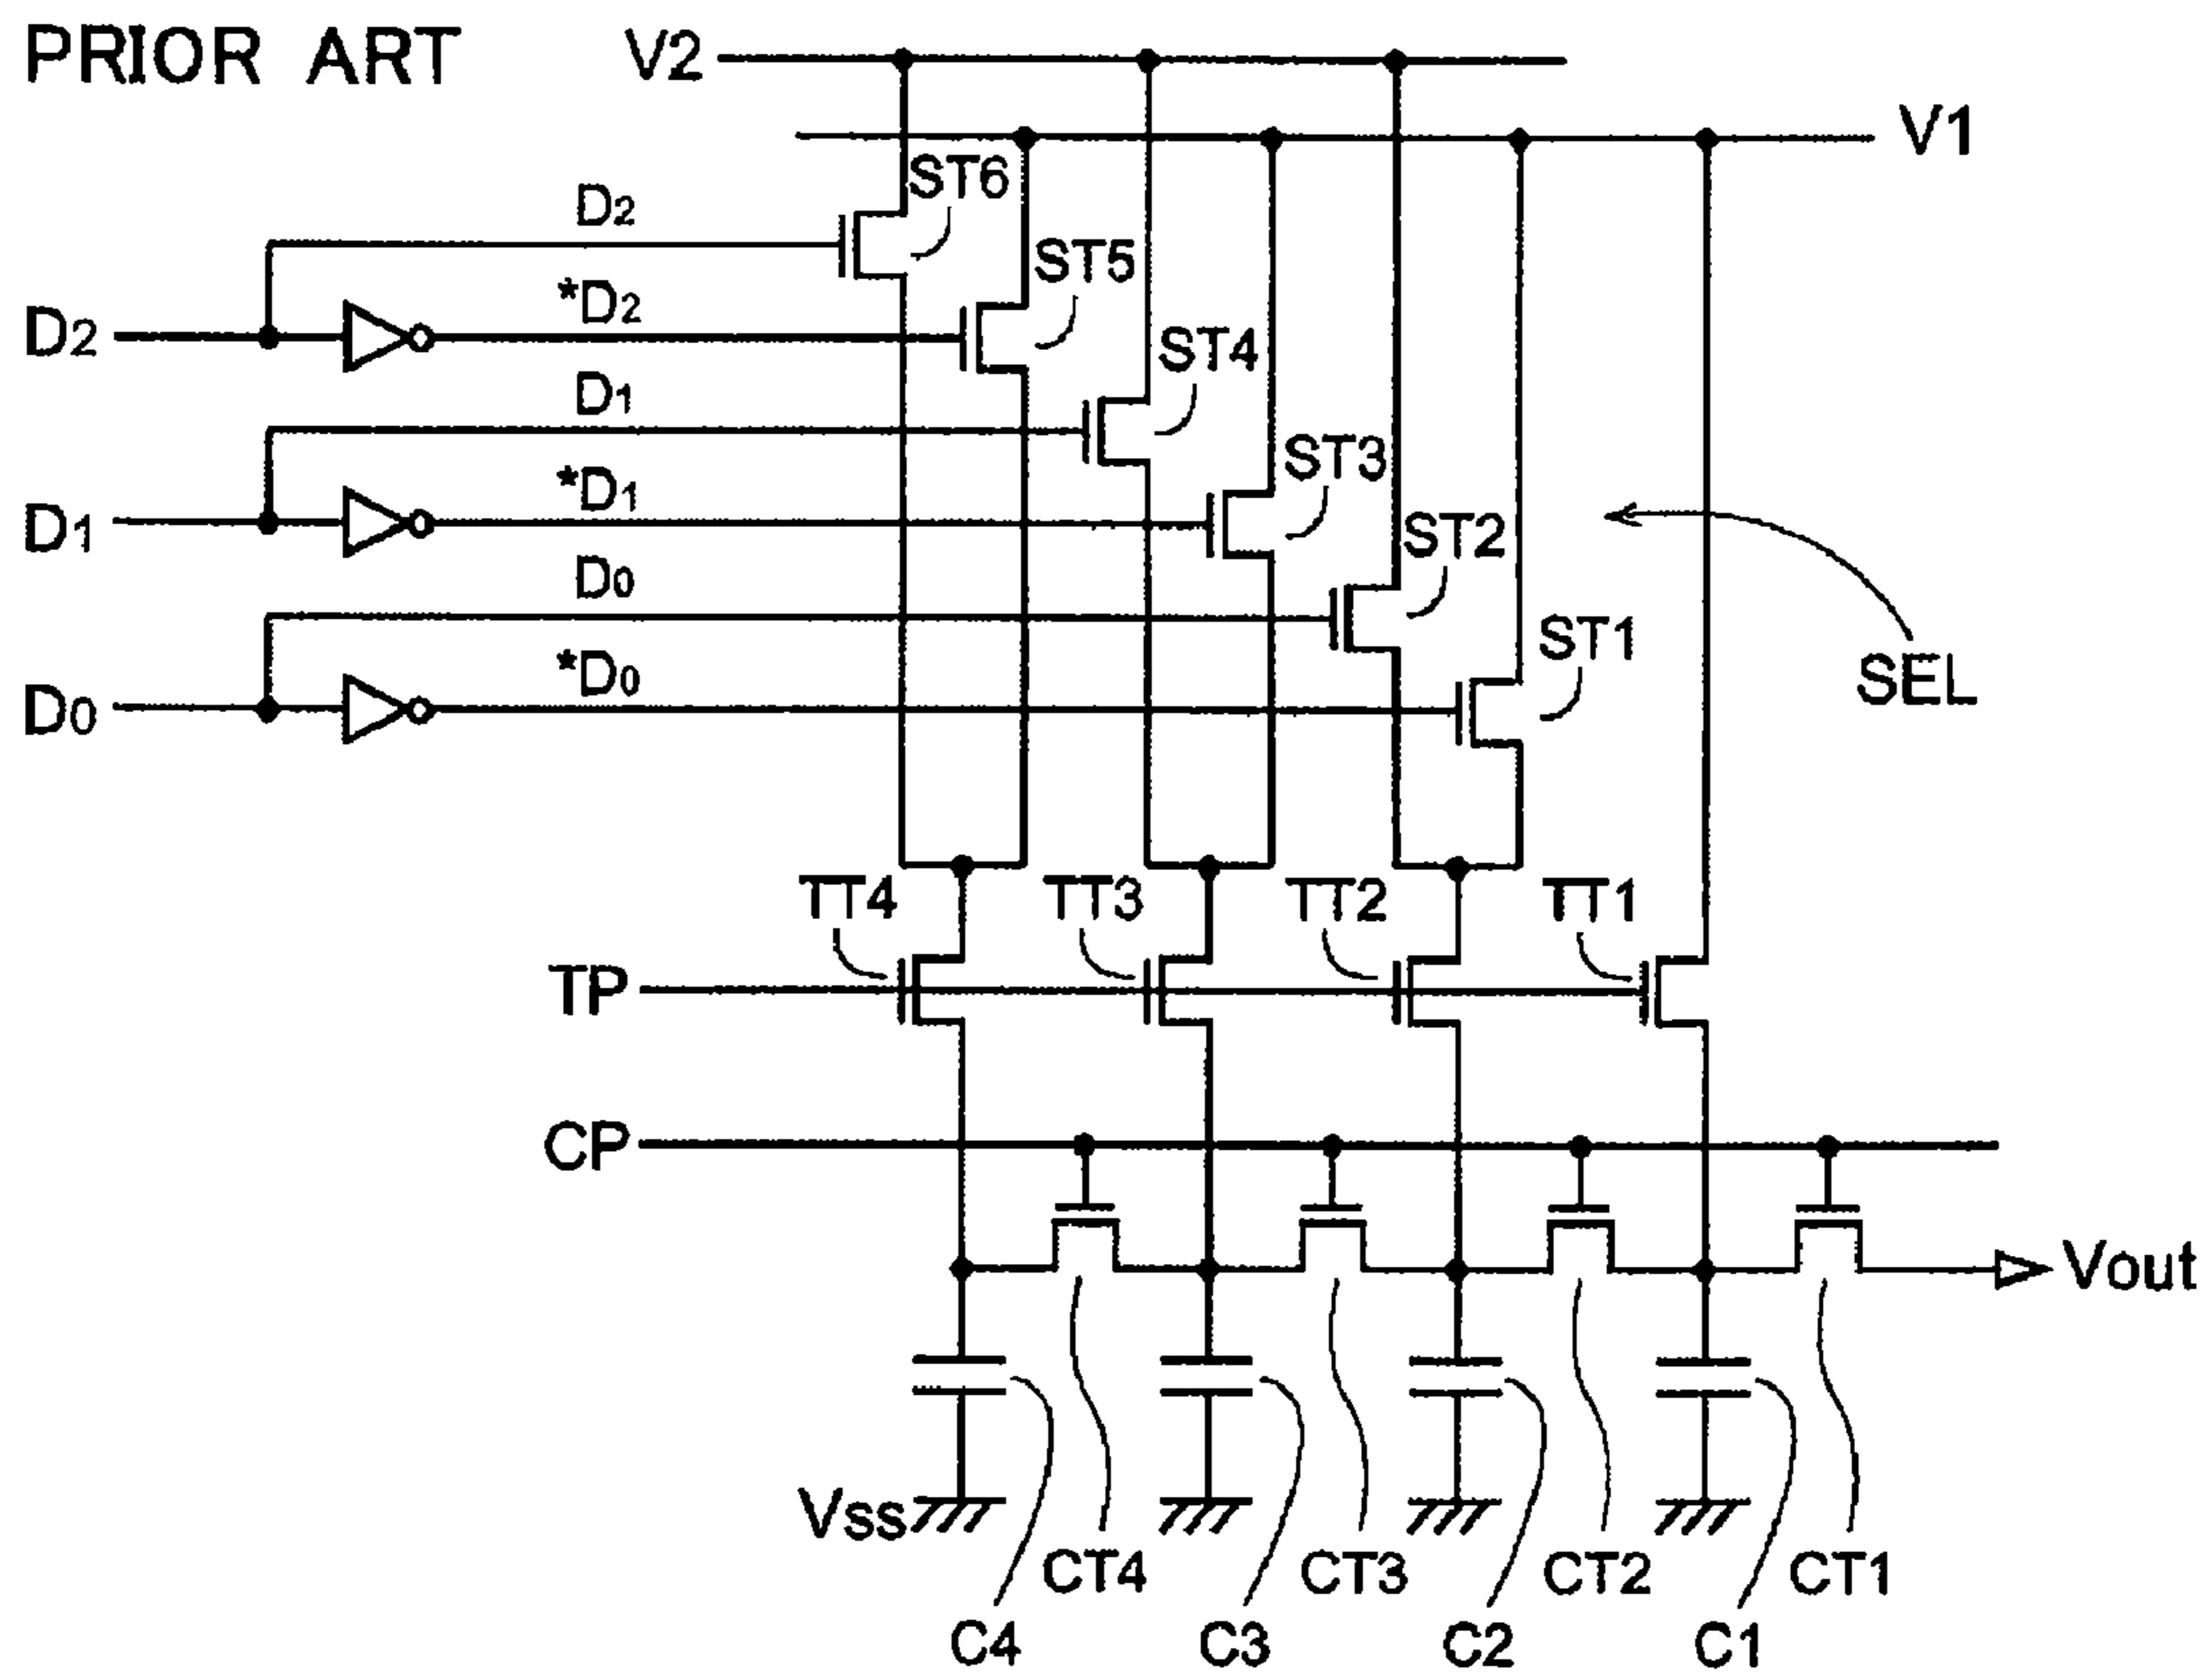 PRIOR ART
V2
V1
ST6
D2
ST5
*D2
D2
ST4
D1
ST3
*D1
D1
ST2
D0
ST1
*D0
SEL
D0
TT4
TT3
TT2
TT1
TP
CP
Vout
Vss
CT4
CT3
CT2
CT1
C4
C3
C2
C1